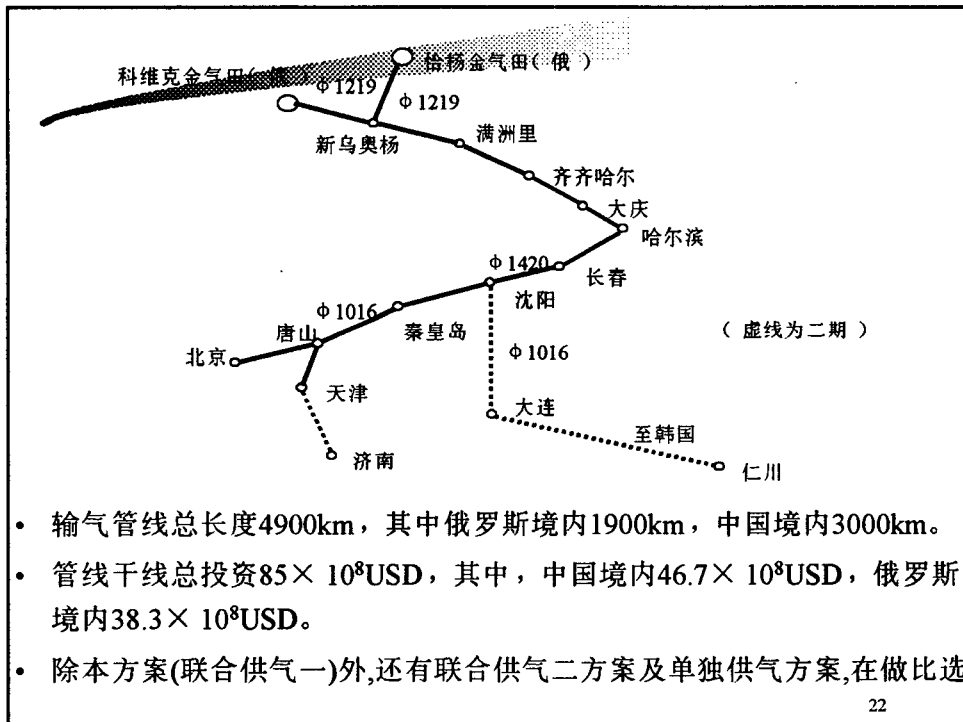 恰扬金气田( 俄 )
科维克金气田( 俄 )
φ 1219
φ 1219
新乌奥杨
满洲里
齐齐哈尔
大庆
哈尔滨
φ 1420
长春
沈阳
φ 1016
秦皇岛
唐山
北京
( 虚线为二期 )
φ 1016
天津
大连
至韩国
济南
仁川
• 输气管线总长度4900km，其中俄罗斯境内1900km，中国境内3000km。
• 管线干线总投资85× 10⁸USD，其中，中国境内46.7× 10⁸USD，俄罗斯
境内38.3× 10⁸USD。
• 除本方案(联合供气一)外,还有联合供气二方案及单独供气方案,在做比选
22